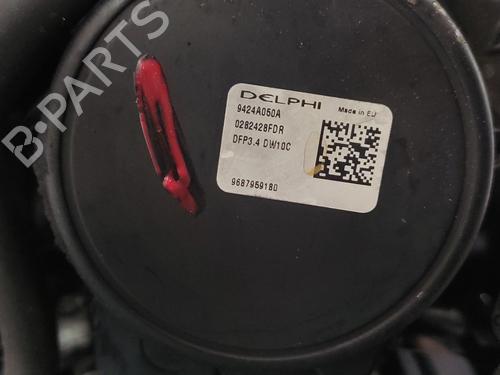 B-PARTS
DELPHI Made in EU
9424A050A
0282428FDR
DFP3.4 DW10C
9687959180